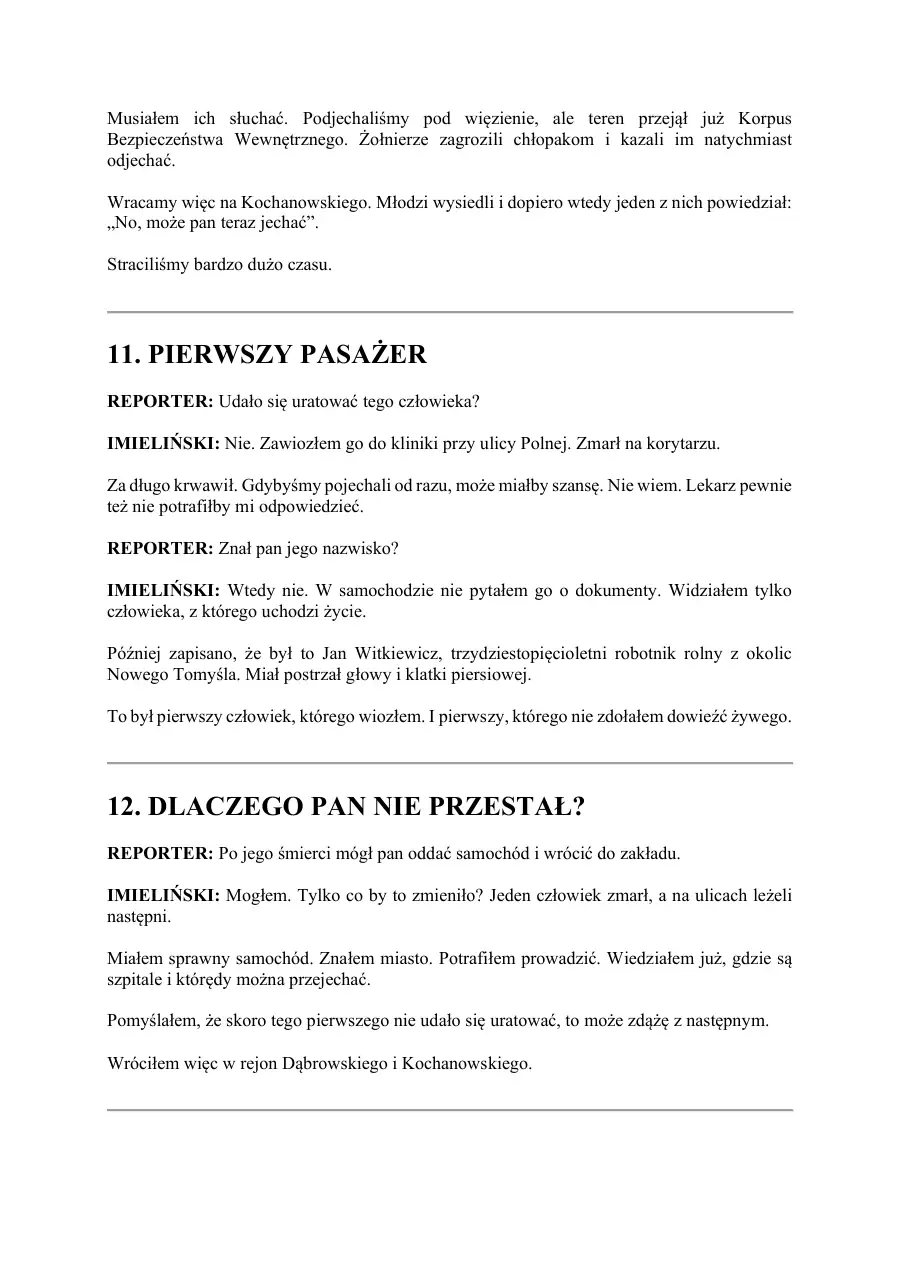 Musiałem ich słuchać. Podjechaliśmy pod więzienie, ale teren przejął już Korpus
Bezpieczeństwa Wewnętrznego. Żołnierze zagrozili chłopakom i kazali im natychmiast
odjechać.
Wracamy więc na Kochanowskiego. Młodzi wysiedli i dopiero wtedy jeden z nich powiedział:
„No, może pan teraz jechać”.
Straciliśmy bardzo dużo czasu.
11. PIERWSZY PASAŻER
REPORTER: Udało się uratować tego człowieka?
IMIELIŃSKI: Nie. Zawiozłem go do kliniki przy ulicy Polnej. Zmarł na korytarzu.
Za długo krwawił. Gdybyśmy pojechali od razu, może miałby szansę. Nie wiem. Lekarz pewnie
też nie potrafiłby mi odpowiedzieć.
REPORTER: Znał pan jego nazwisko?
IMIELIŃSKI: Wtedy nie. W samochodzie nie pytałem go o dokumenty. Widziałem tylko
człowieka, z którego uchodzi życie.
Później zapisano, że był to Jan Witkiewicz, trzydziestopięcioletni robotnik rolny z okolic
Nowego Tomyśla. Miał postrzał głowy i klatki piersiowej.
To był pierwszy człowiek, którego wiozłem. I pierwszy, którego nie zdołałem dowieźć żywego.
12. DLACZEGO PAN NIE PRZESTAŁ?
REPORTER: Po jego śmierci mógł pan oddać samochód i wrócić do zakładu.
IMIELIŃSKI: Mogłem. Tylko co by to zmieniło? Jeden człowiek zmarł, a na ulicach leżeli
następni.
Miałem sprawny samochód. Znałem miasto. Potrafiłem prowadzić. Wiedziałem już, gdzie są
szpitale i którędy można przejechać.
Pomyślałem, że skoro tego pierwszego nie udało się uratować, to może zdążę z następnym.
Wróciłem więc w rejon Dąbrowskiego i Kochanowskiego.